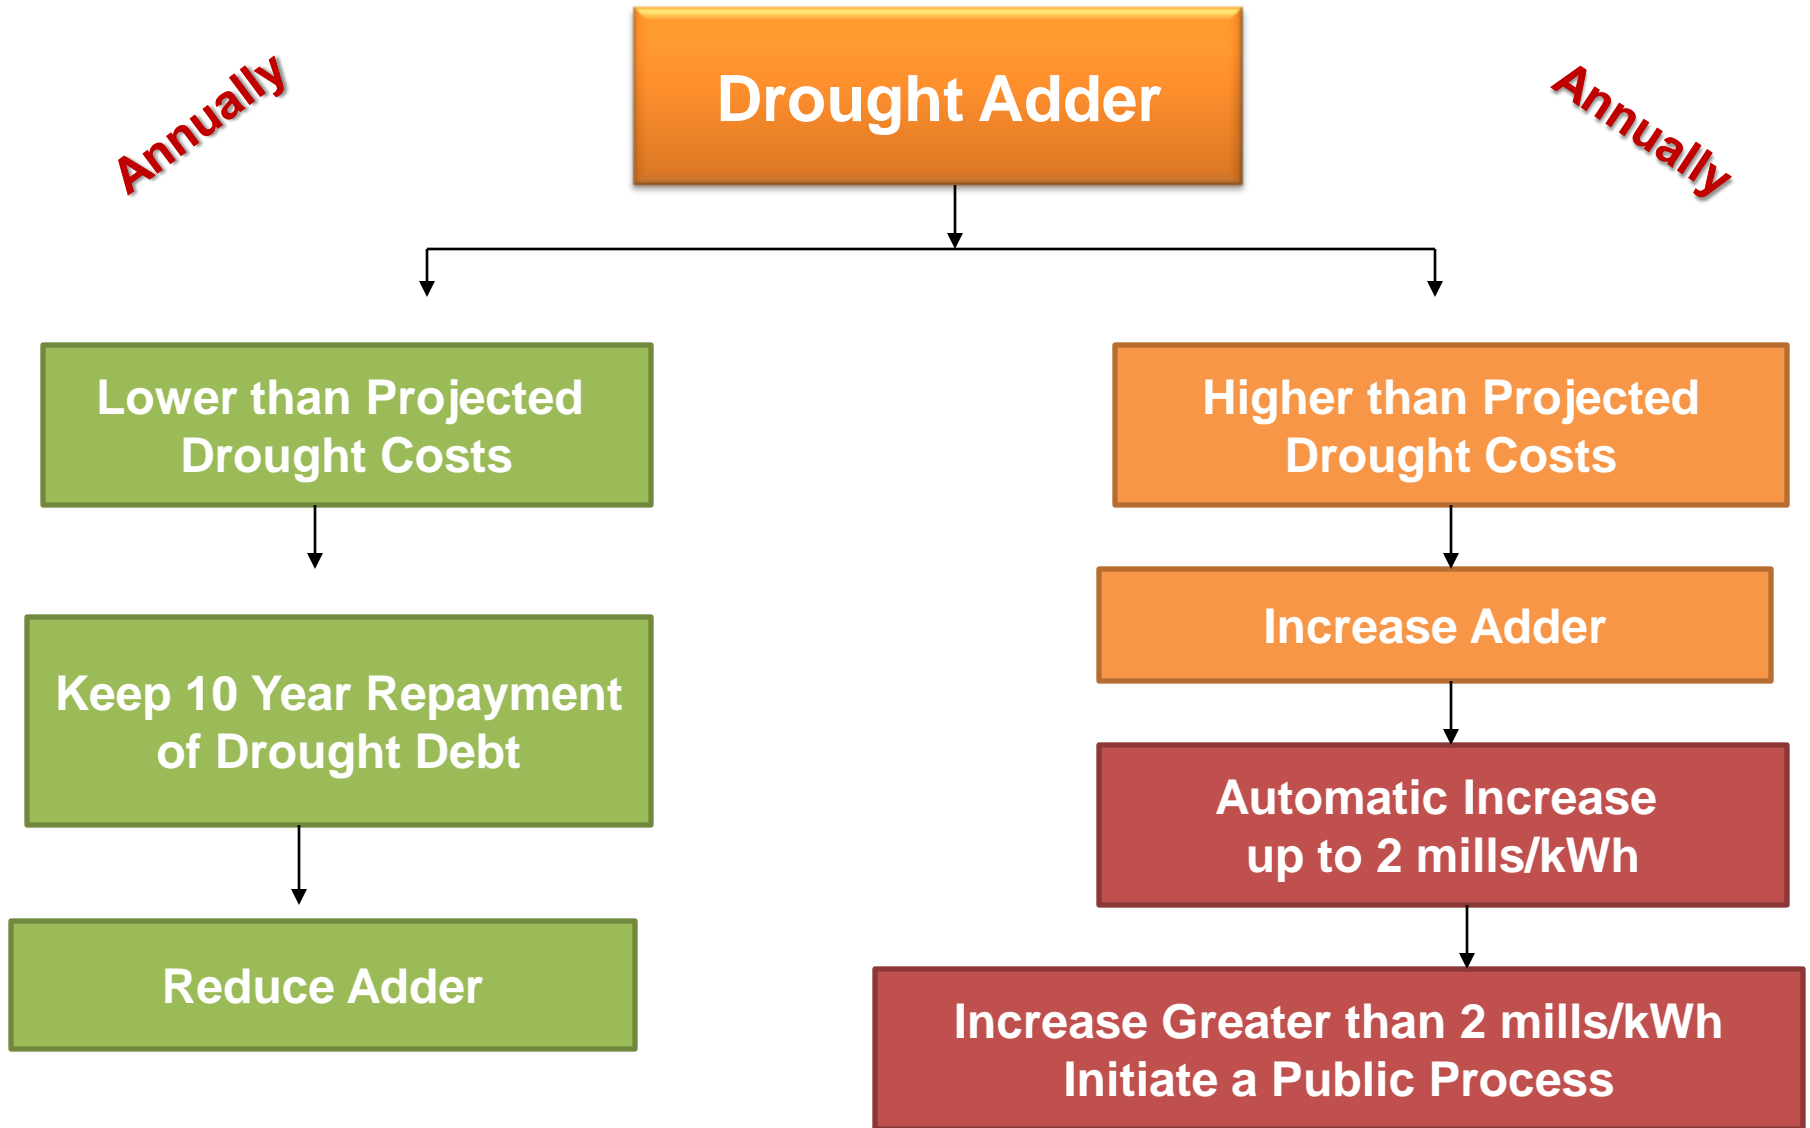 Annually
Drought Adder
Annually
Lower than Projected
Drought Costs
Higher than Projected
Drought Costs
Keep 10 Year Repayment
of Drought Debt
Increase Adder
Reduce Adder
Automatic Increase
up to 2 mills/kWh
Increase Greater than 2 mills/kWh
Initiate a Public Process